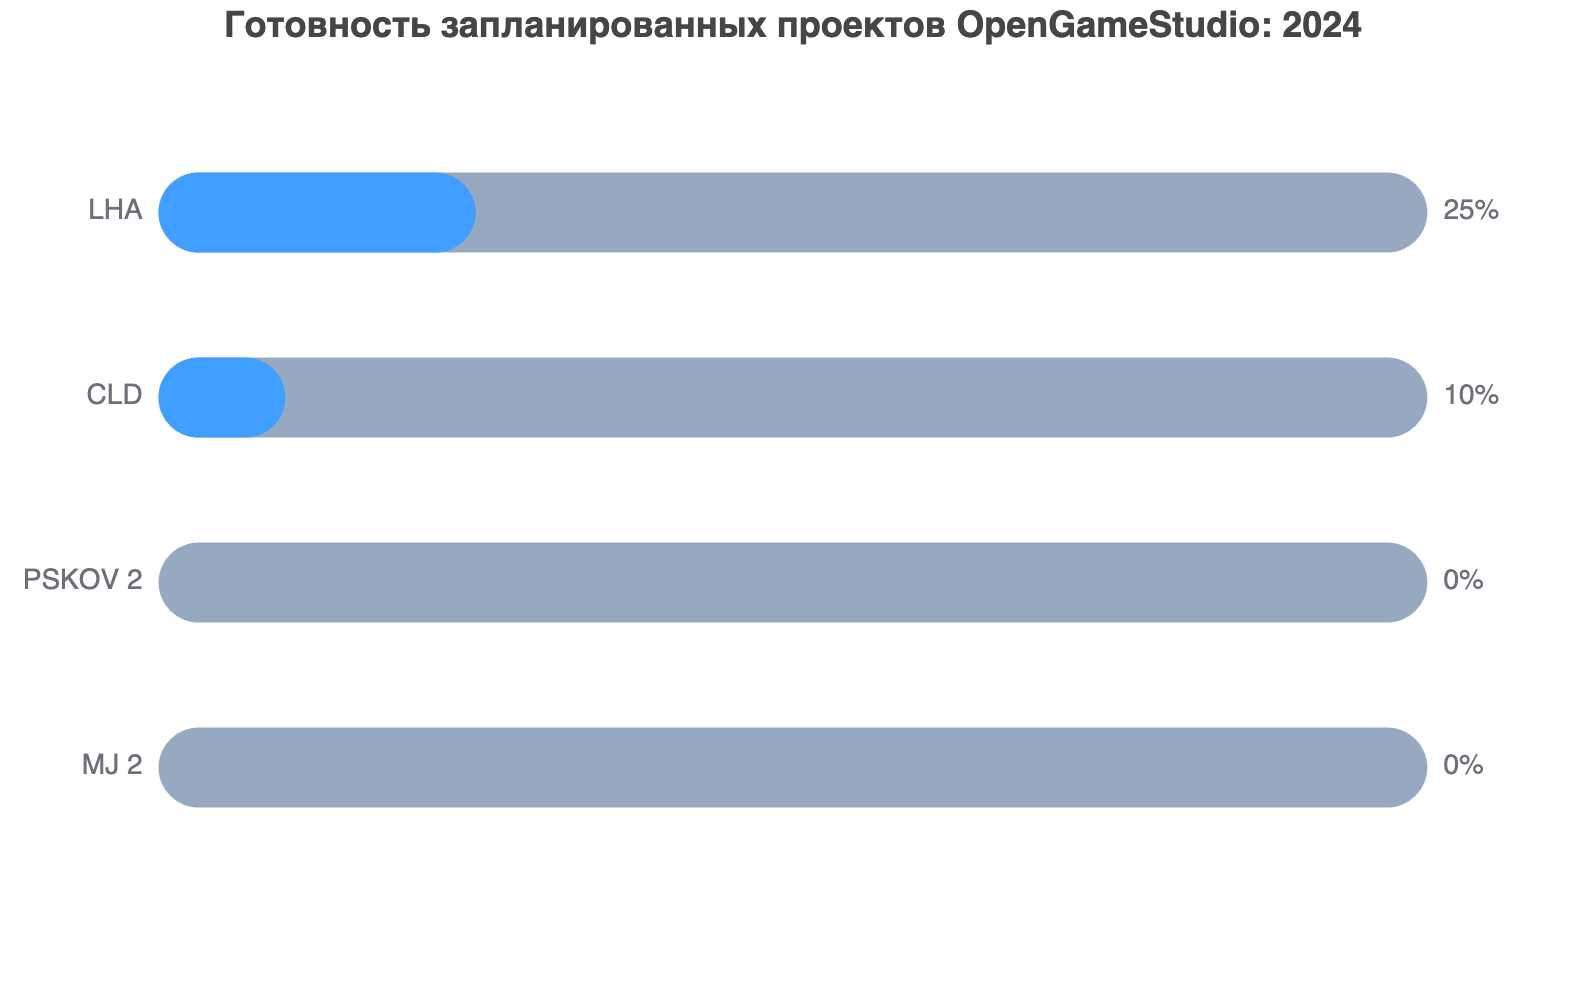 Готовность запланированных проектов OpenGameStudio: 2024
LHA 25%
CLD 10%
PSKOV 2 0%
MJ 2 0%